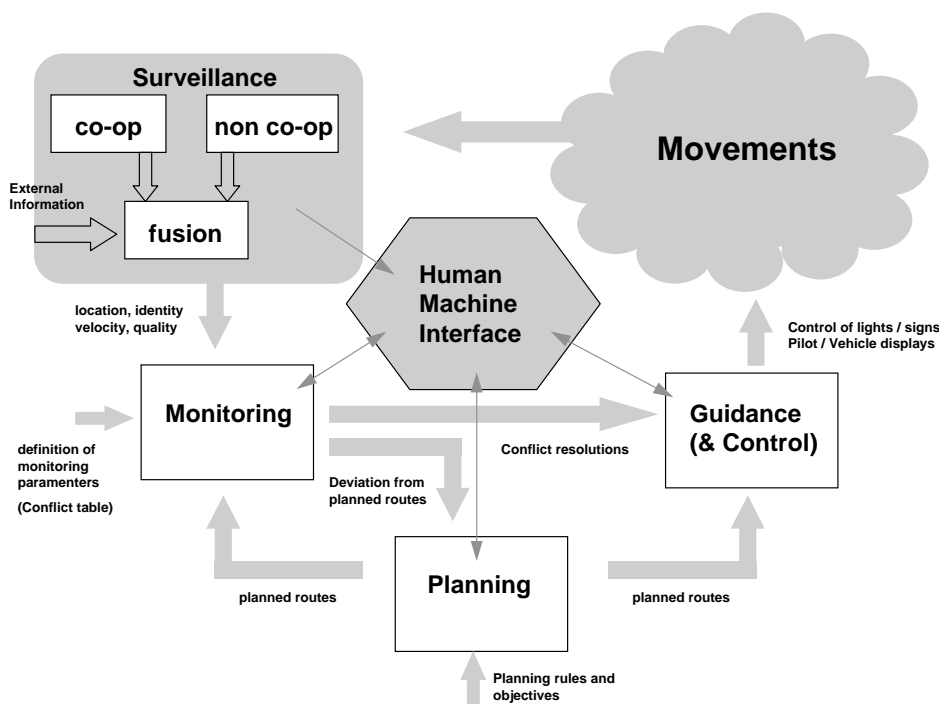 Surveillance
co-op
non co-op
Movements
External
Information
fusion
Human
Machine
Interface
location, identity
velocity, quality
Control of lights / signs
Pilot / Vehicle displays
Monitoring
Guidance
(& Control)
definition of
monitoring
paramenters
(Conflict table)
Conflict resolutions
Deviation from
planned routes
Planning
planned routes
planned routes
Planning rules and
objectives